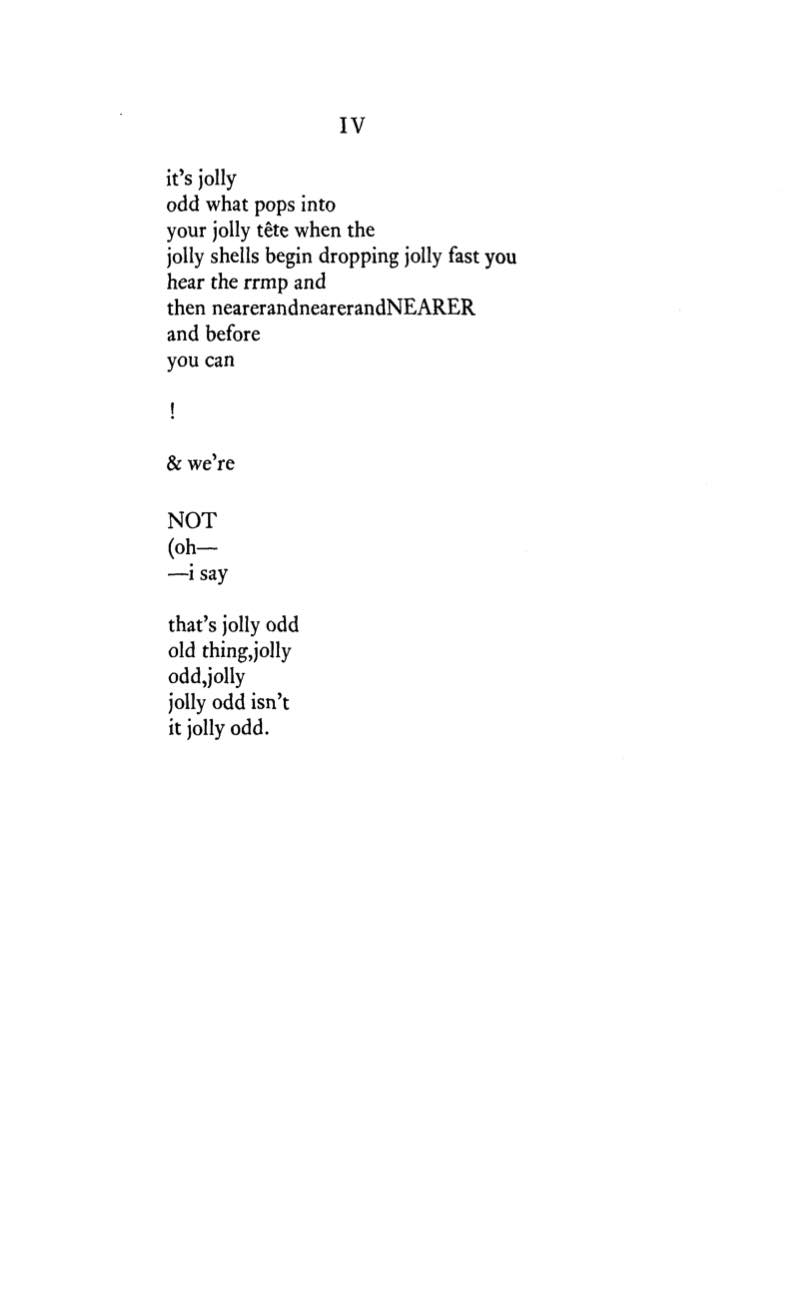 IV
it’s jolly
odd what pops into
your jolly tête when the
jolly shells begin dropping jolly fast you
hear the rrmp and
then nearerandnearerandNEARER
and before
you can
!
& we’re
NOT
(oh—
—i say
that’s jolly odd
old thing,jolly
odd,jolly
jolly odd isn’t
it jolly odd.